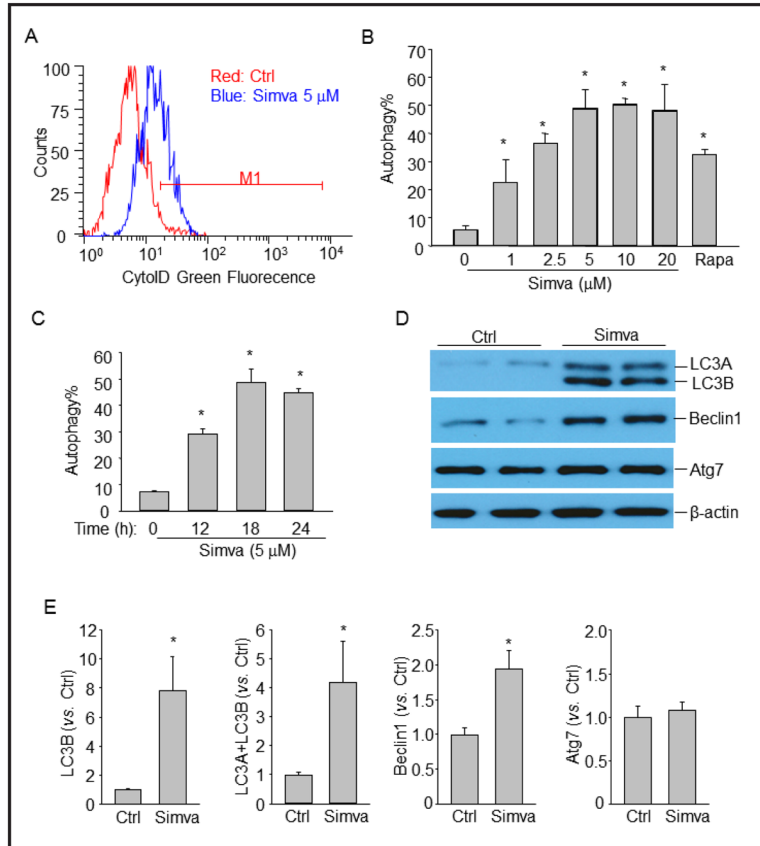 A
Red: Ctrl
Blue: Simva 5 μM
100
75
50
25
0
Counts
M1
10^0 10^1 10^2 10^3 10^4
CytoID Green Fluorecence
B
70
60
50
40
30
20
10
0
Autophagy%
* * * * * *
0 1 2.5 5 10 20 Rapa
Simva (μM)
C
60
50
40
30
20
10
0
Autophagy%
* * *
Time (h): 0 12 18 24
Simva (5 μM)
D
Ctrl Simva
LC3A
LC3B
Beclin1
Atg7
β-actin
E
LC3B (vs. Ctrl)
12
10
8
6
4
2
0
*
Ctrl Simva
LC3A+LC3B (vs. Ctrl)
6
5
4
3
2
1
0
*
Ctrl Simva
Beclin1 (vs. Ctrl)
2.5
2.0
1.5
1.0
0.5
0.0
*
Ctrl Simva
Atg7 (vs. Ctrl)
2.0
1.5
1.0
0.5
0.0
Ctrl Simva